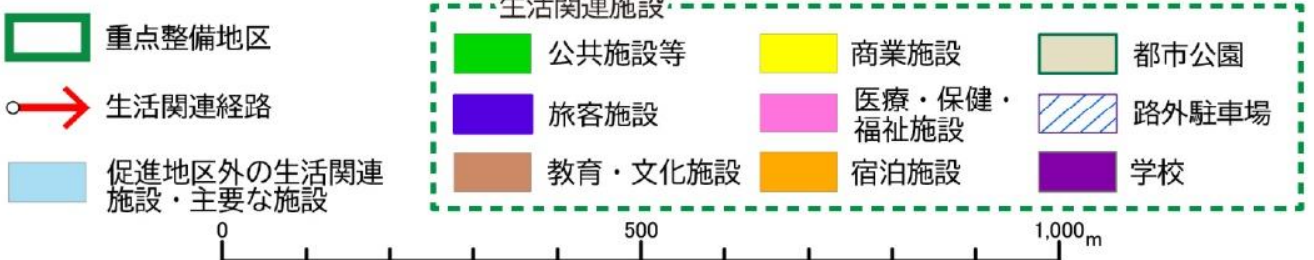 生活関連施設
重点整備地区
公共施設等
商業施設
都市公園
生活関連経路
旅客施設
医療・保健・
福祉施設
路外駐車場
促進地区外の生活関連
施設・主要な施設
教育・文化施設
宿泊施設
学校
0 500 1,000m